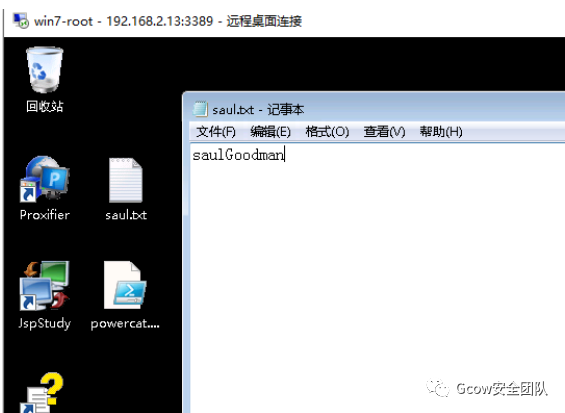 win7-root - 192.168.2.13:3389 - 远程桌面连接
回收站
saul.txt - 记事本
文件(F) 编辑(E) 格式(O) 查看(V) 帮助(H)
saulGoodman
Proxifier
saul.txt
JspStudy
powercat....
Gcow安全团队